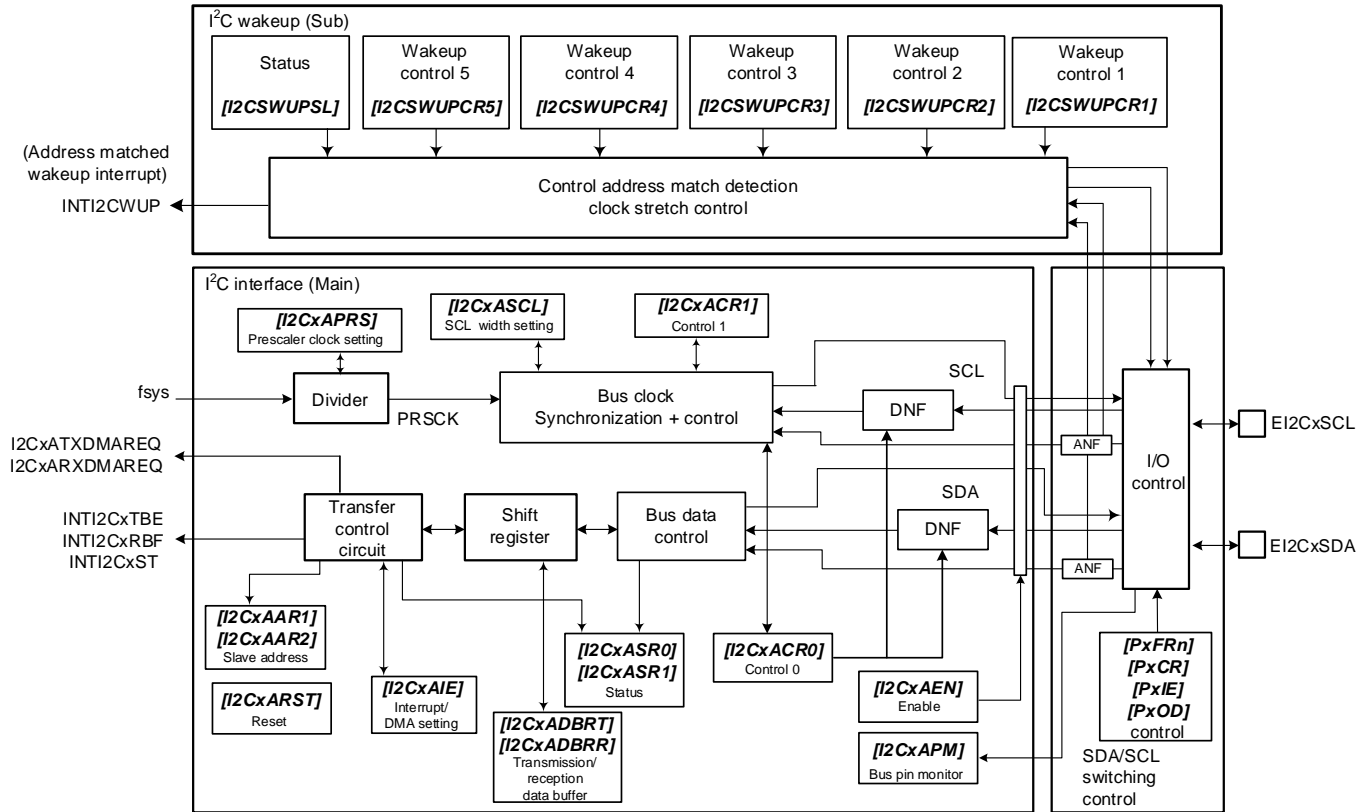 I2C wakeup (Sub)
Status
[I2CSWUPSL]
Wakeup
control 5
[I2CSWUPCR5]
Wakeup
control 4
[I2CSWUPCR4]
Wakeup
control 3
[I2CSWUPCR3]
Wakeup
control 2
[I2CSWUPCR2]
Wakeup
control 1
[I2CSWUPCR1]
(Address matched
wakeup interrupt)
INTI2CWUP
Control address match detection
clock stretch control
I2C interface (Main)
[I2CxAPRS]
Prescaler clock setting
[I2CxASCL]
SCL width setting
[I2CxACR1]
Control 1
fsys
Divider
PRSCK
Bus clock
Synchronization + control
SCL
DNF
ANF
I/O
control
EI2CxSCL
I2CxATXDMAREQ
I2CxARXDMAREQ
INTI2CxTBE
INTI2CxRBF
INTI2CxST
Transfer
control
circuit
Shift
register
Bus data
control
SDA
DNF
ANF
EI2CxSDA
[I2CxAAR1]
[I2CxAAR2]
Slave address
[I2CxARST]
Reset
[I2CxAIE]
Interrupt/
DMA setting
[I2CxADBRT]
[I2CxADBRR]
Transmission/
reception
data buffer
[I2CxASR0]
[I2CxASR1]
Status
[I2CxACR0]
Control 0
[I2CxAEN]
Enable
[I2CxAPM]
Bus pin monitor
[PxFRn]
[PxCR]
[PxIE]
[PxOD]
control
SDA/SCL
switching
control